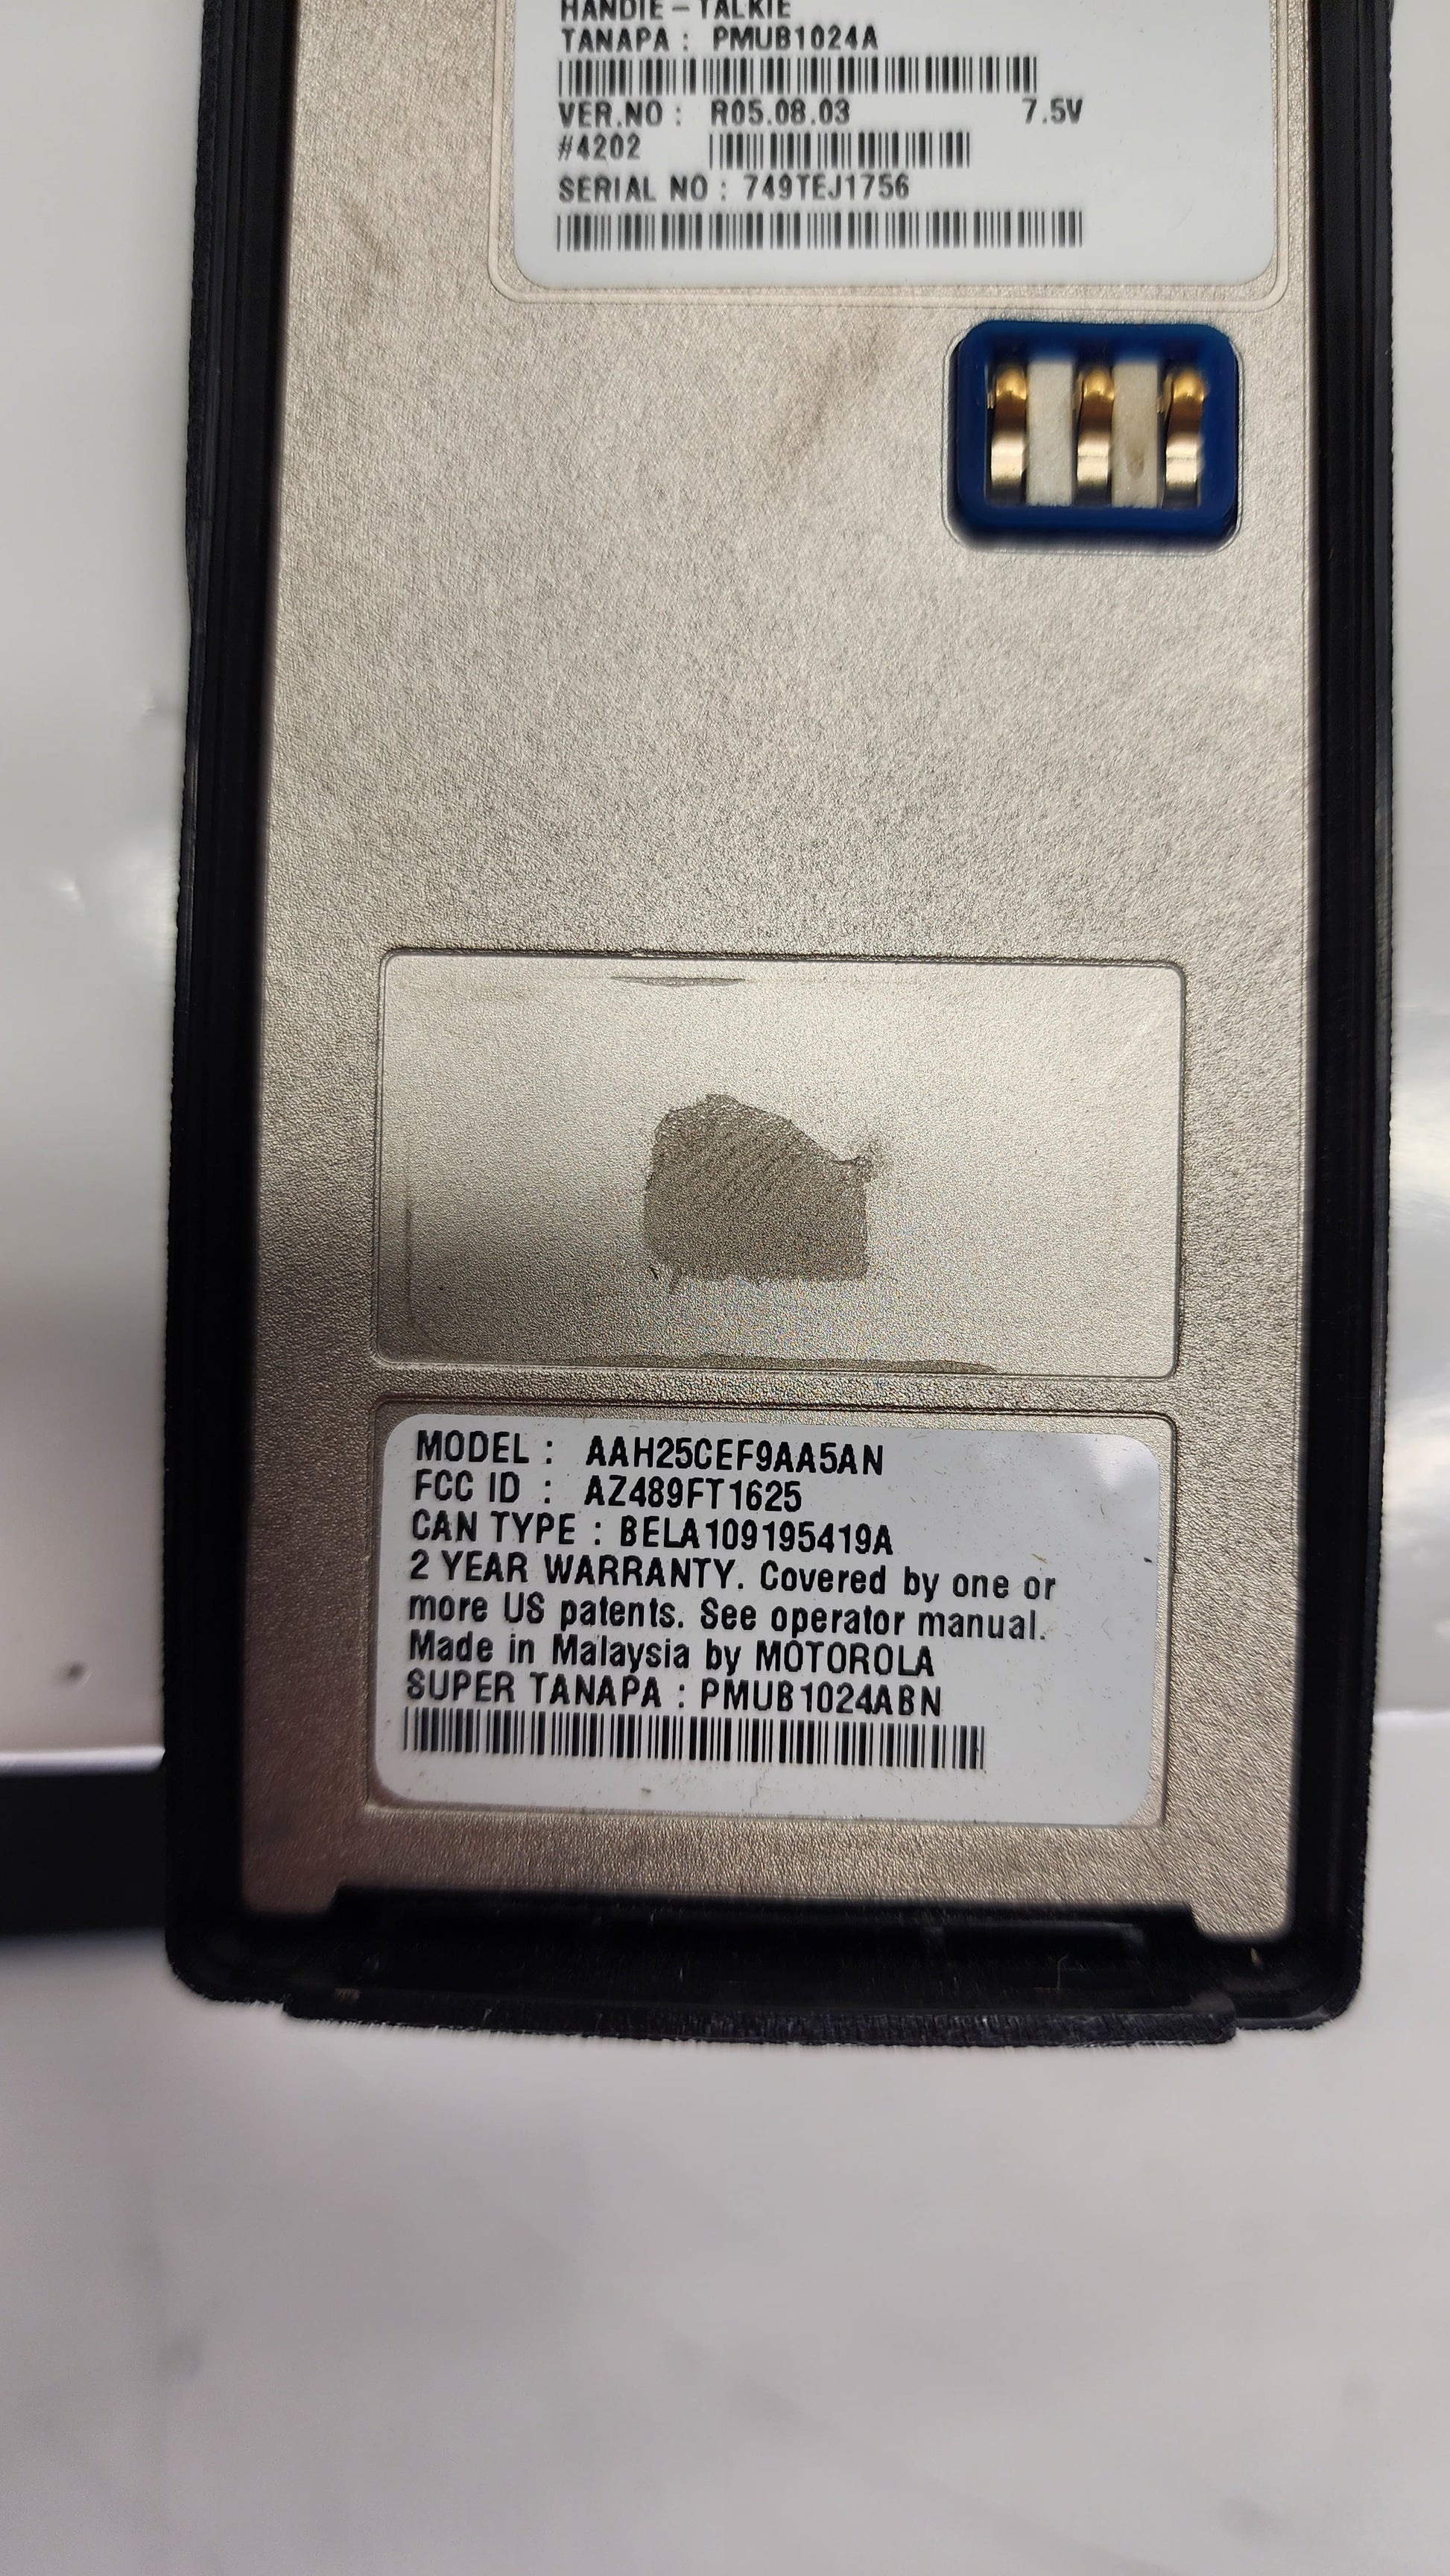 HANDIE-TALKIE
TANAPA : PMUB1024A
VER.NO : R05.08.03 7.5V
#4202
SERIAL NO : 749TEJ1756
MODEL : AAH25CEF9AA5AN
FCC ID : AZ489FT1625
CAN TYPE : BELA109195419A
2 YEAR WARRANTY. Covered by one or
more US patents. See operator manual.
Made in Malaysia by MOTOROLA
SUPER TANAPA : PMUB1024ABN